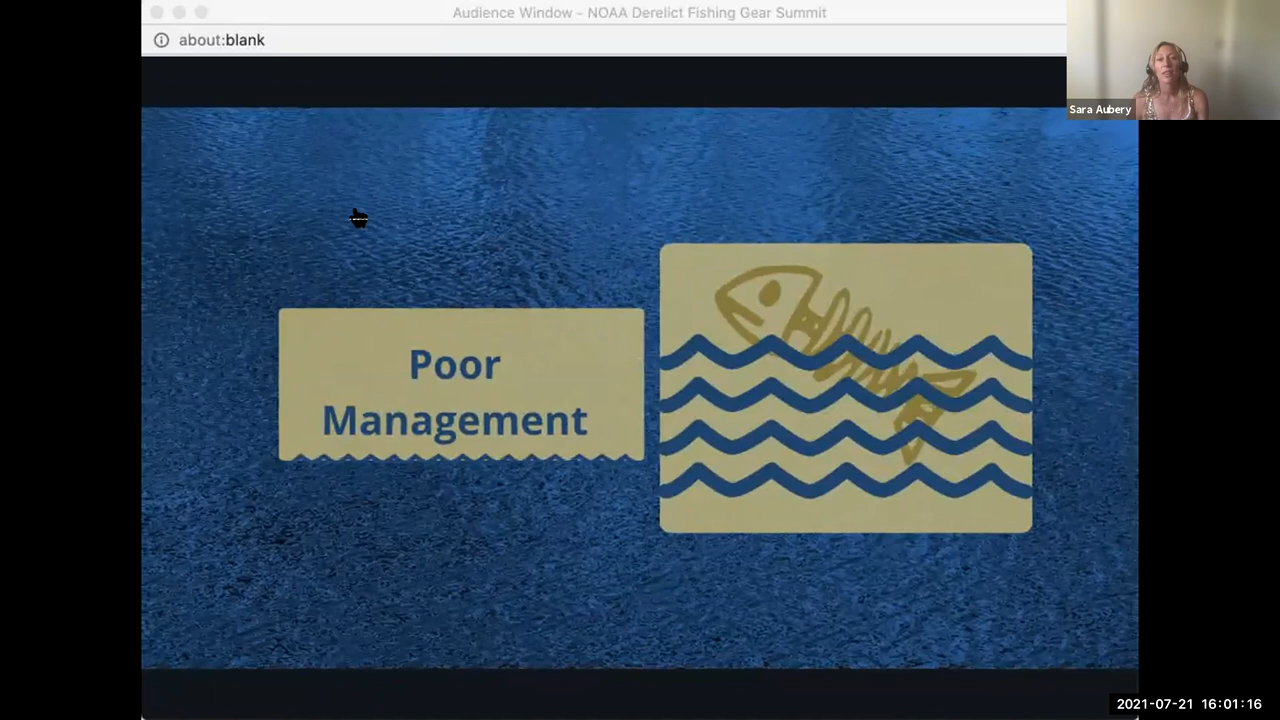 Audience Window - NOAA Derelict Fishing Gear Summit
about:blank
Sara Aubery
Poor
Management
2021-07-21 16:01:16